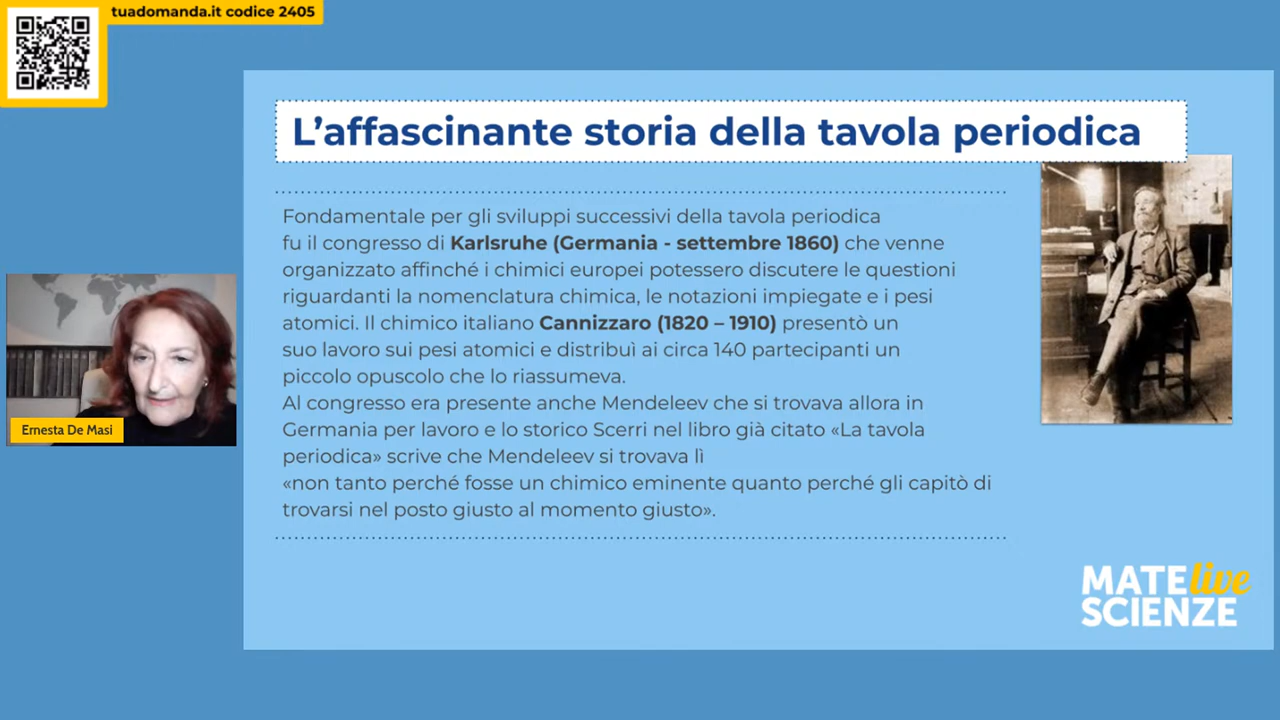 tuadomanda.it codice 2405
L’affascinante storia della tavola periodica
Fondamentale per gli sviluppi successivi della tavola periodica
fu il congresso di Karlsruhe (Germania - settembre 1860) che venne
organizzato affinché i chimici europei potessero discutere le questioni
riguardanti la nomenclatura chimica, le notazioni impiegate e i pesi
atomici. Il chimico italiano Cannizzaro (1820 – 1910) presentò un
suo lavoro sui pesi atomici e distribuì ai circa 140 partecipanti un
piccolo opuscolo che lo riassumeva.
Al congresso era presente anche Mendeleev che si trovava allora in
Germania per lavoro e lo storico Scerri nel libro già citato «La tavola
periodica» scrive che Mendeleev si trovava lì
«non tanto perché fosse un chimico eminente quanto perché gli capitò di
trovarsi nel posto giusto al momento giusto».
Ernesta De Masi
MATE live
SCIENZE